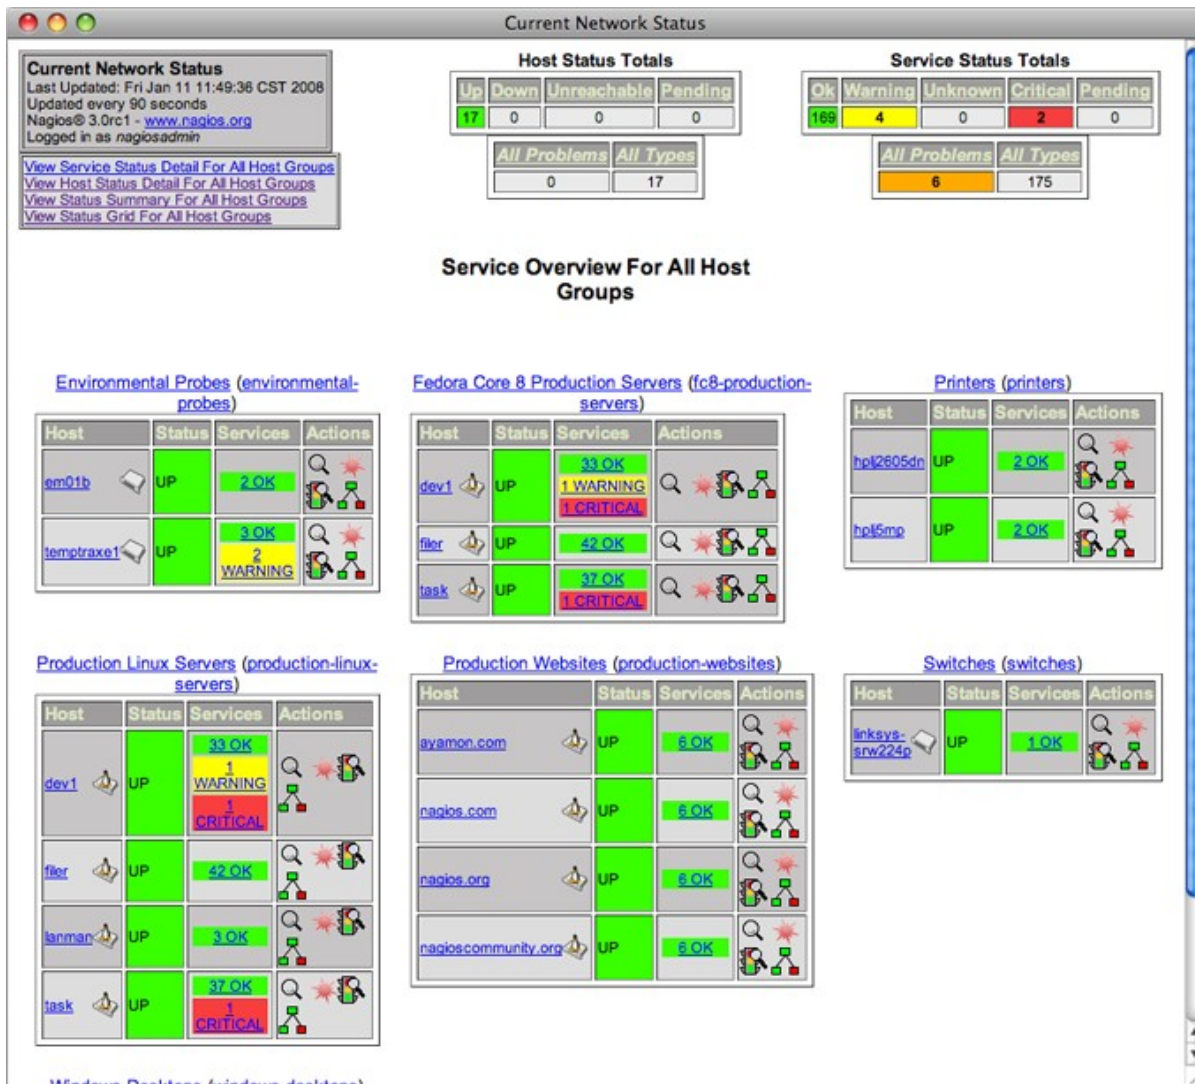 Current Network Status
Current Network Status
Last Updated: Fri Jan 11 11:49:36 CST 2008
Updated every 90 seconds
Nagios® 3.0rc1 - www.nagios.org
Logged in as nagiosadmin
View Service Status Detail For All Host Groups
View Host Status Detail For All Host Groups
View Status Summary For All Host Groups
View Status Grid For All Host Groups
Host Status Totals
Up Down Unreachable Pending
17 0 0 0
All Problems All Types
0 17
Service Status Totals
Ok Warning Unknown Critical Pending
169 4 0 2 0
All Problems All Types
6 175
Service Overview For All Host
Groups
Environmental Probes (environmental-
probes)
Host Status Services Actions
em01b UP 2 OK
temptraxe1 UP 3 OK
2
WARNING
Fedora Core 8 Production Servers (fc8-production-
servers)
Host Status Services Actions
dev1 UP 33 OK
1 WARNING
1 CRITICAL
filer UP 42 OK
task UP 37 OK
1 CRITICAL
Printers (printers)
Host Status Services Actions
hplj2605dn UP 2 OK
hplj5mp UP 2 OK
Production Linux Servers (production-linux-
servers)
Host Status Services Actions
dev1 UP 33 OK
1
WARNING
1
CRITICAL
filer UP 42 OK
lanman UP 3 OK
task UP 37 OK
1
CRITICAL
Production Websites (production-websites)
Host Status Services Actions
ayamon.com UP 6 OK
nagios.com UP 6 OK
nagios.org UP 6 OK
nagioscommunity.org UP 6 OK
Switches (switches)
Host Status Services Actions
linksys-
srw224p UP 1 OK
Windows Desktops (windows-desktops)